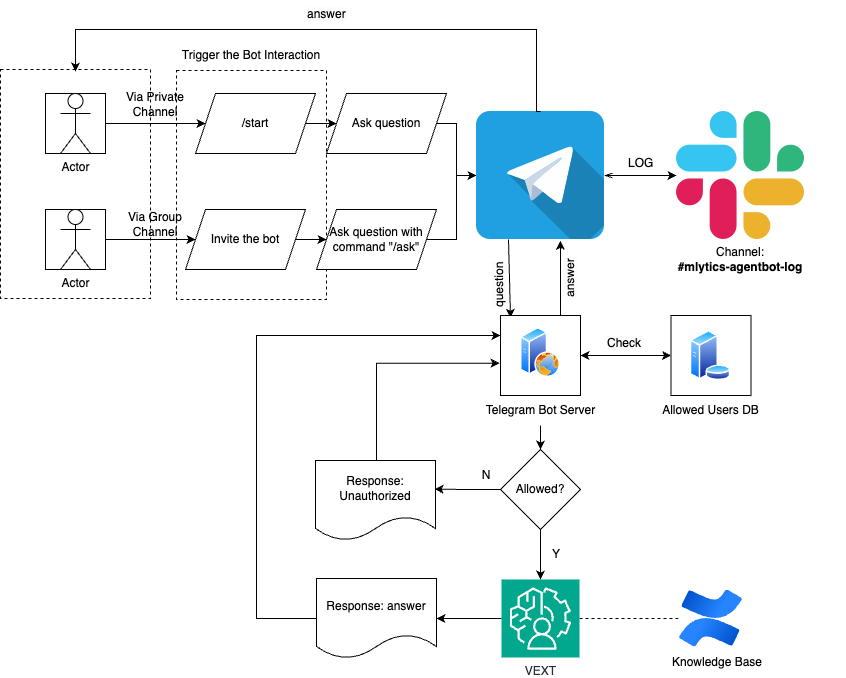 answer
Trigger the Bot Interaction
Via Private
Channel
/start
Ask question
Actor
LOG
Via Group
Channel
Invite the bot
Ask question with
command "/ask"
Actor
Channel:
#mlytics-agentbot-log
question
answer
Check
Telegram Bot Server
Allowed Users DB
Response:
Unauthorized
N
Allowed?
Y
Response: answer
VEXT
Knowledge Base